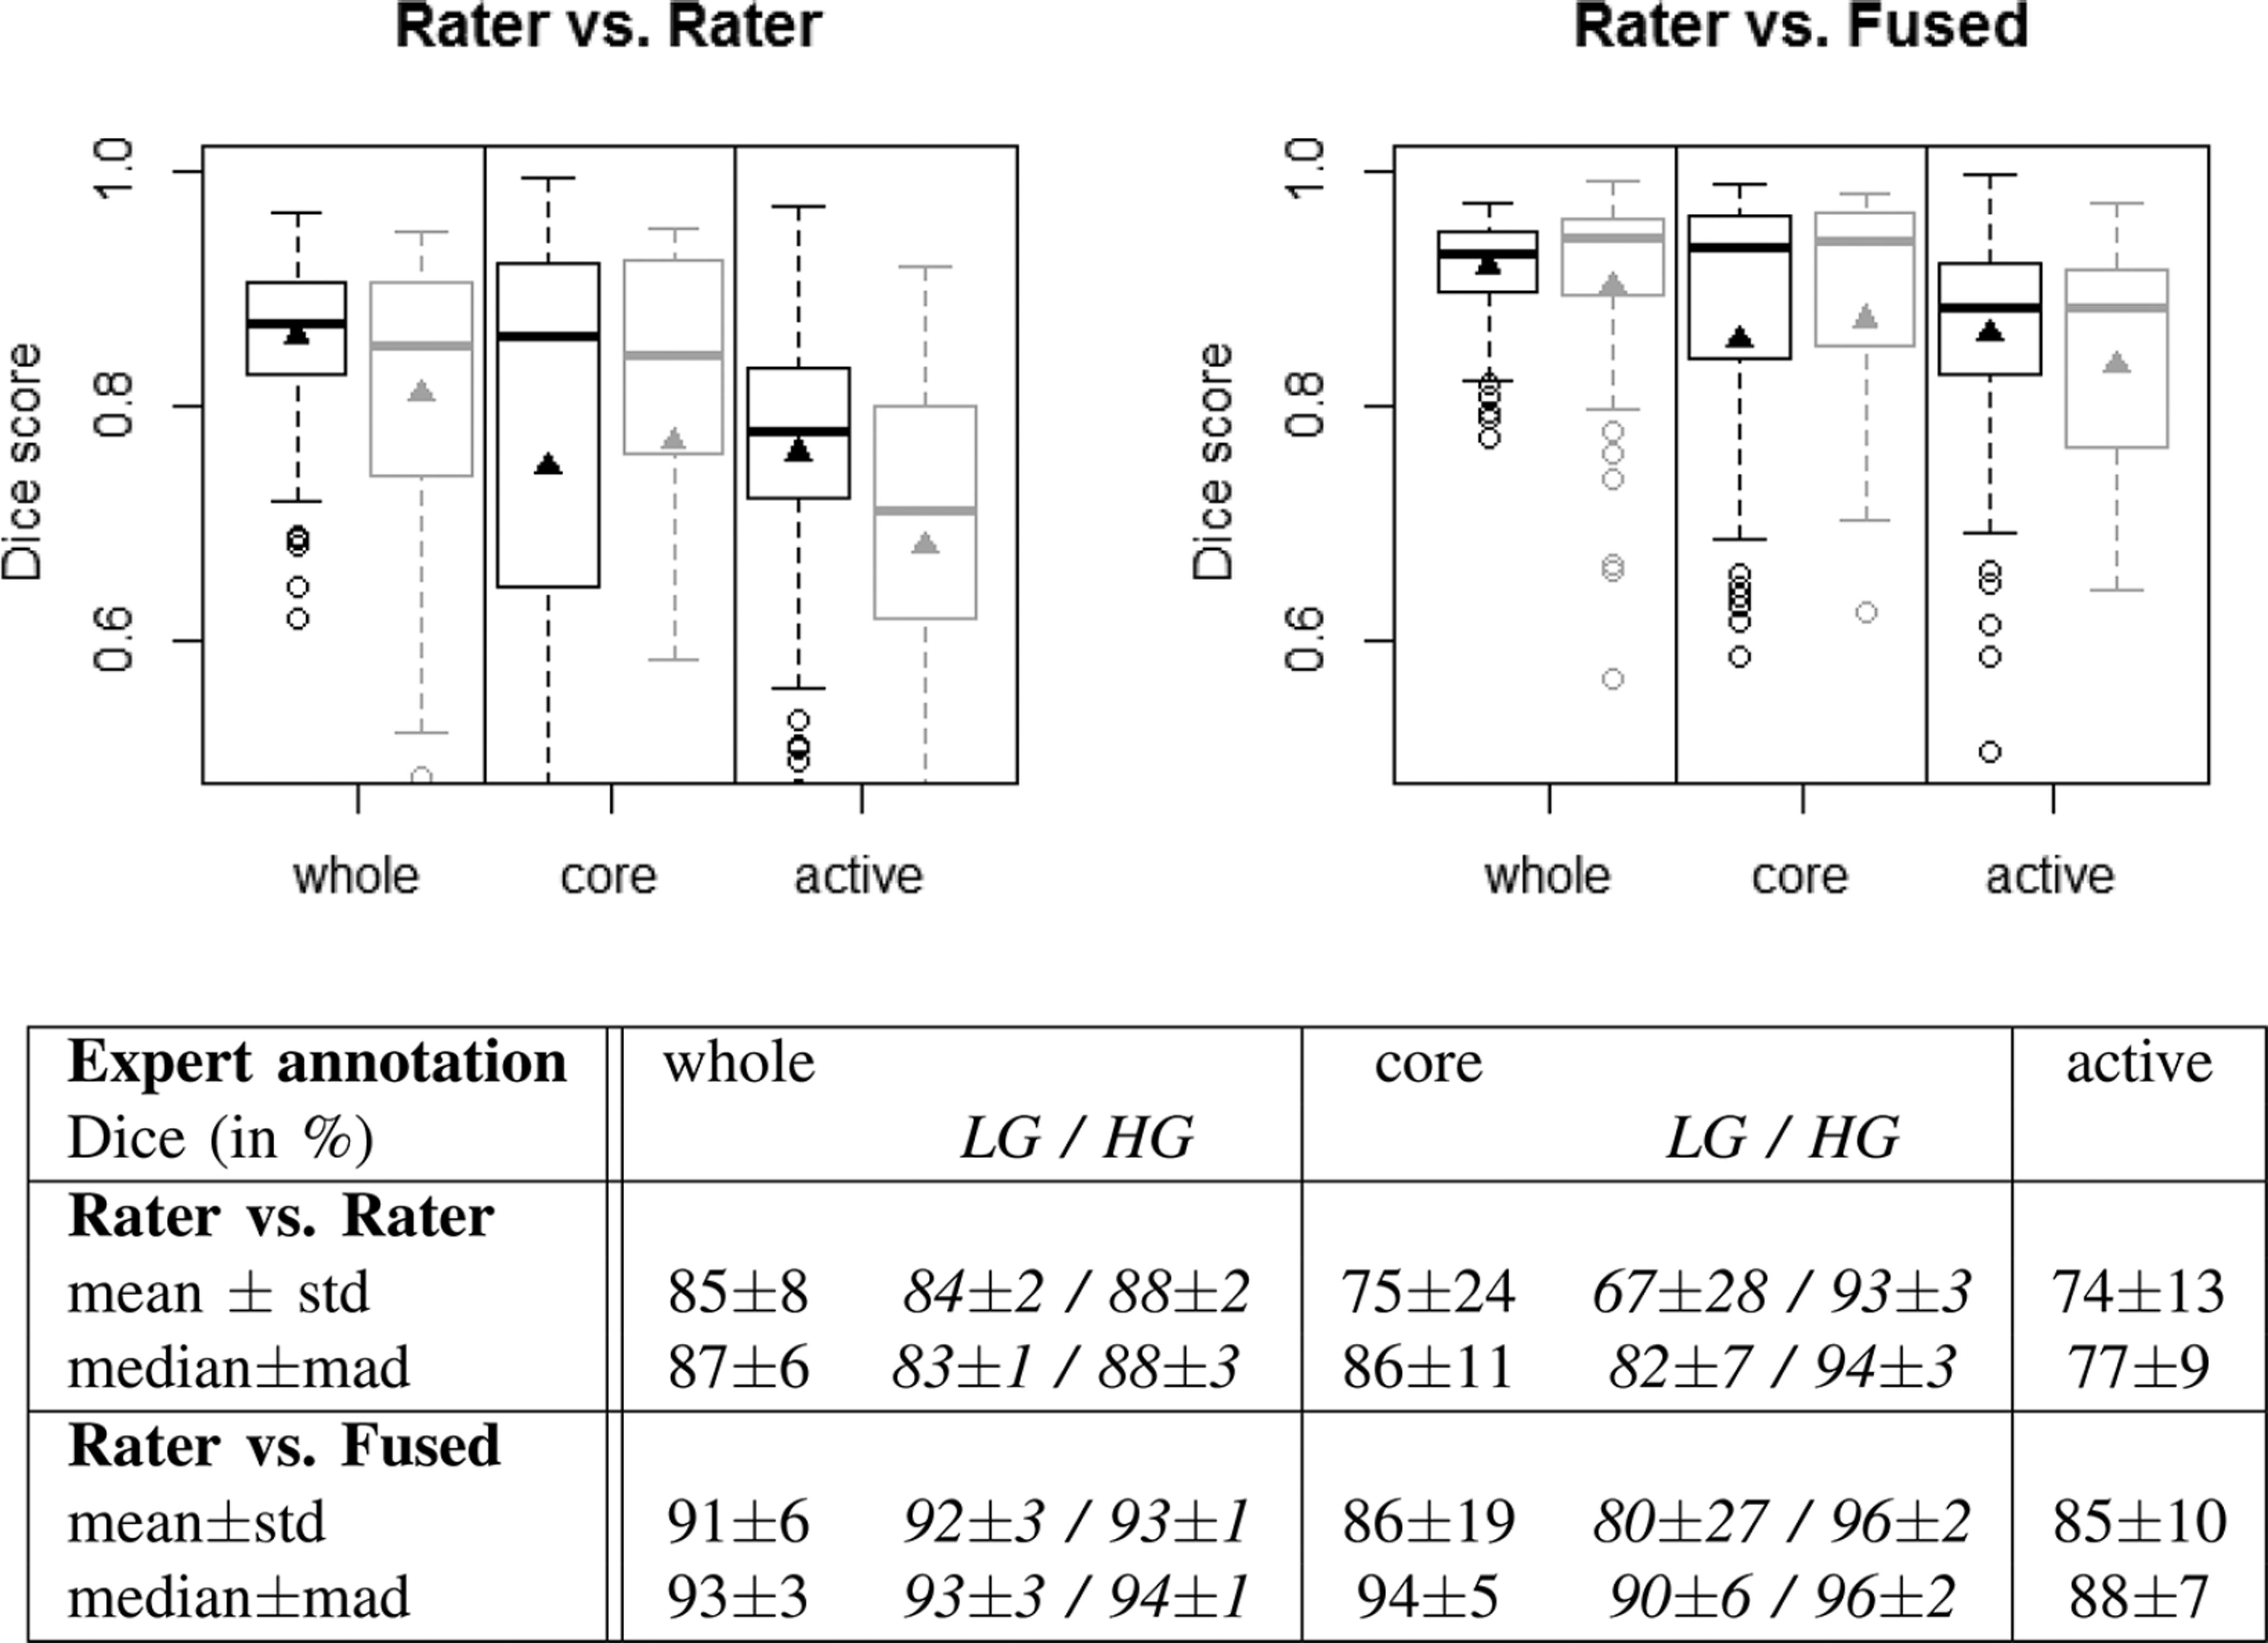 Rater vs. Rater
Dice score
1.0
0.8
0.6
whole core active
Rater vs. Fused
Dice score
1.0
0.8
0.6
whole core active
Expert annotation whole core active
Dice (in %) LG / HG LG / HG
Rater vs. Rater
mean ± std 85±8 84±2 / 88±2 75±24 67±28 / 93±3 74±13
median±mad 87±6 83±1 / 88±3 86±11 82±7 / 94±3 77±9
Rater vs. Fused
mean±std 91±6 92±3 / 93±1 86±19 80±27 / 96±2 85±10
median±mad 93±3 93±3 / 94±1 94±5 90±6 / 96±2 88±7